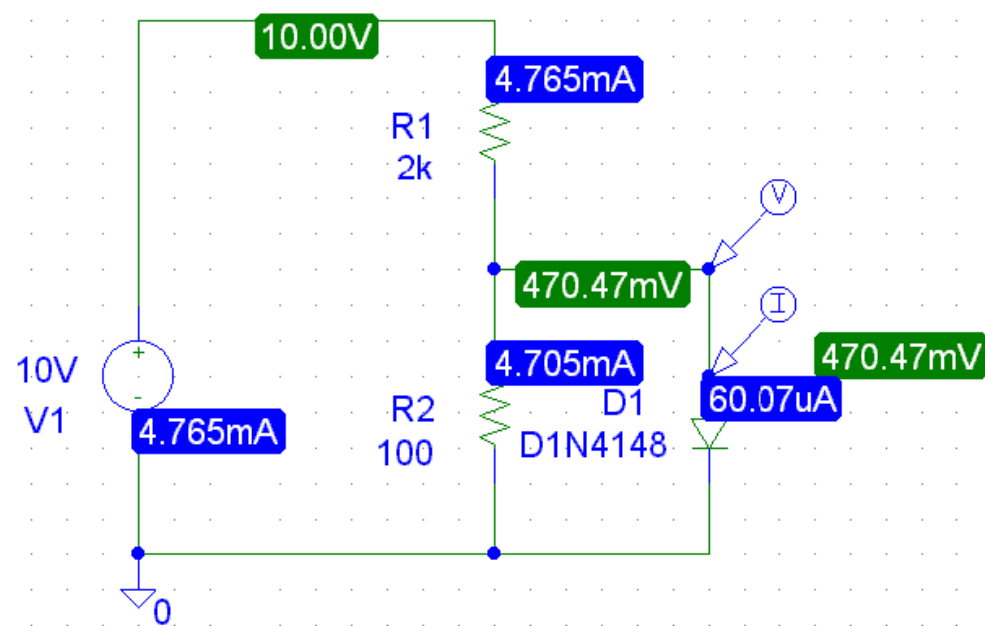 10.00V
4.765mA
R1
2k
V
470.47mV
I
4.705mA
470.47mV
10V
V1
+
-
4.765mA
R2
100
D1
D1N4148
60.07uA
0